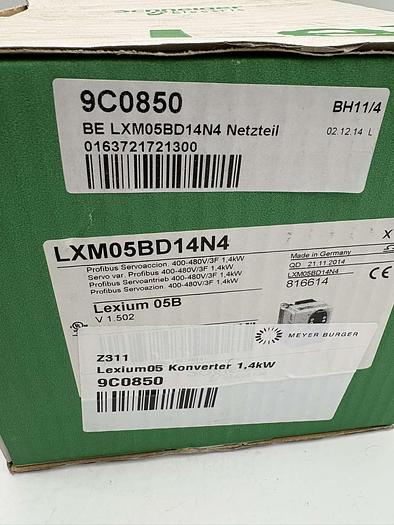 Schneider
Electric
9C0850
BH11/4
BE LXM05BD14N4 Netzteil
02.12.14 L
0163721721300
LXM05BD14N4
Profibus Servoaccion. 400-480V/3F 1,4kW
Servo var. Profibus 400-480V/3F 1,4kW
Profibus Servoantrieb 400-480V/3F 1,4kW
Profibus Servoazion. 400-480V/3F 1,4kW
Made in Germany
QD 21.11.2014
LXM05BD14N4
816614
X
CE
Lexium 05B
V 1.502
MEYER BURGER
Z311
Lexium05 Konverter 1,4kW
9C0850